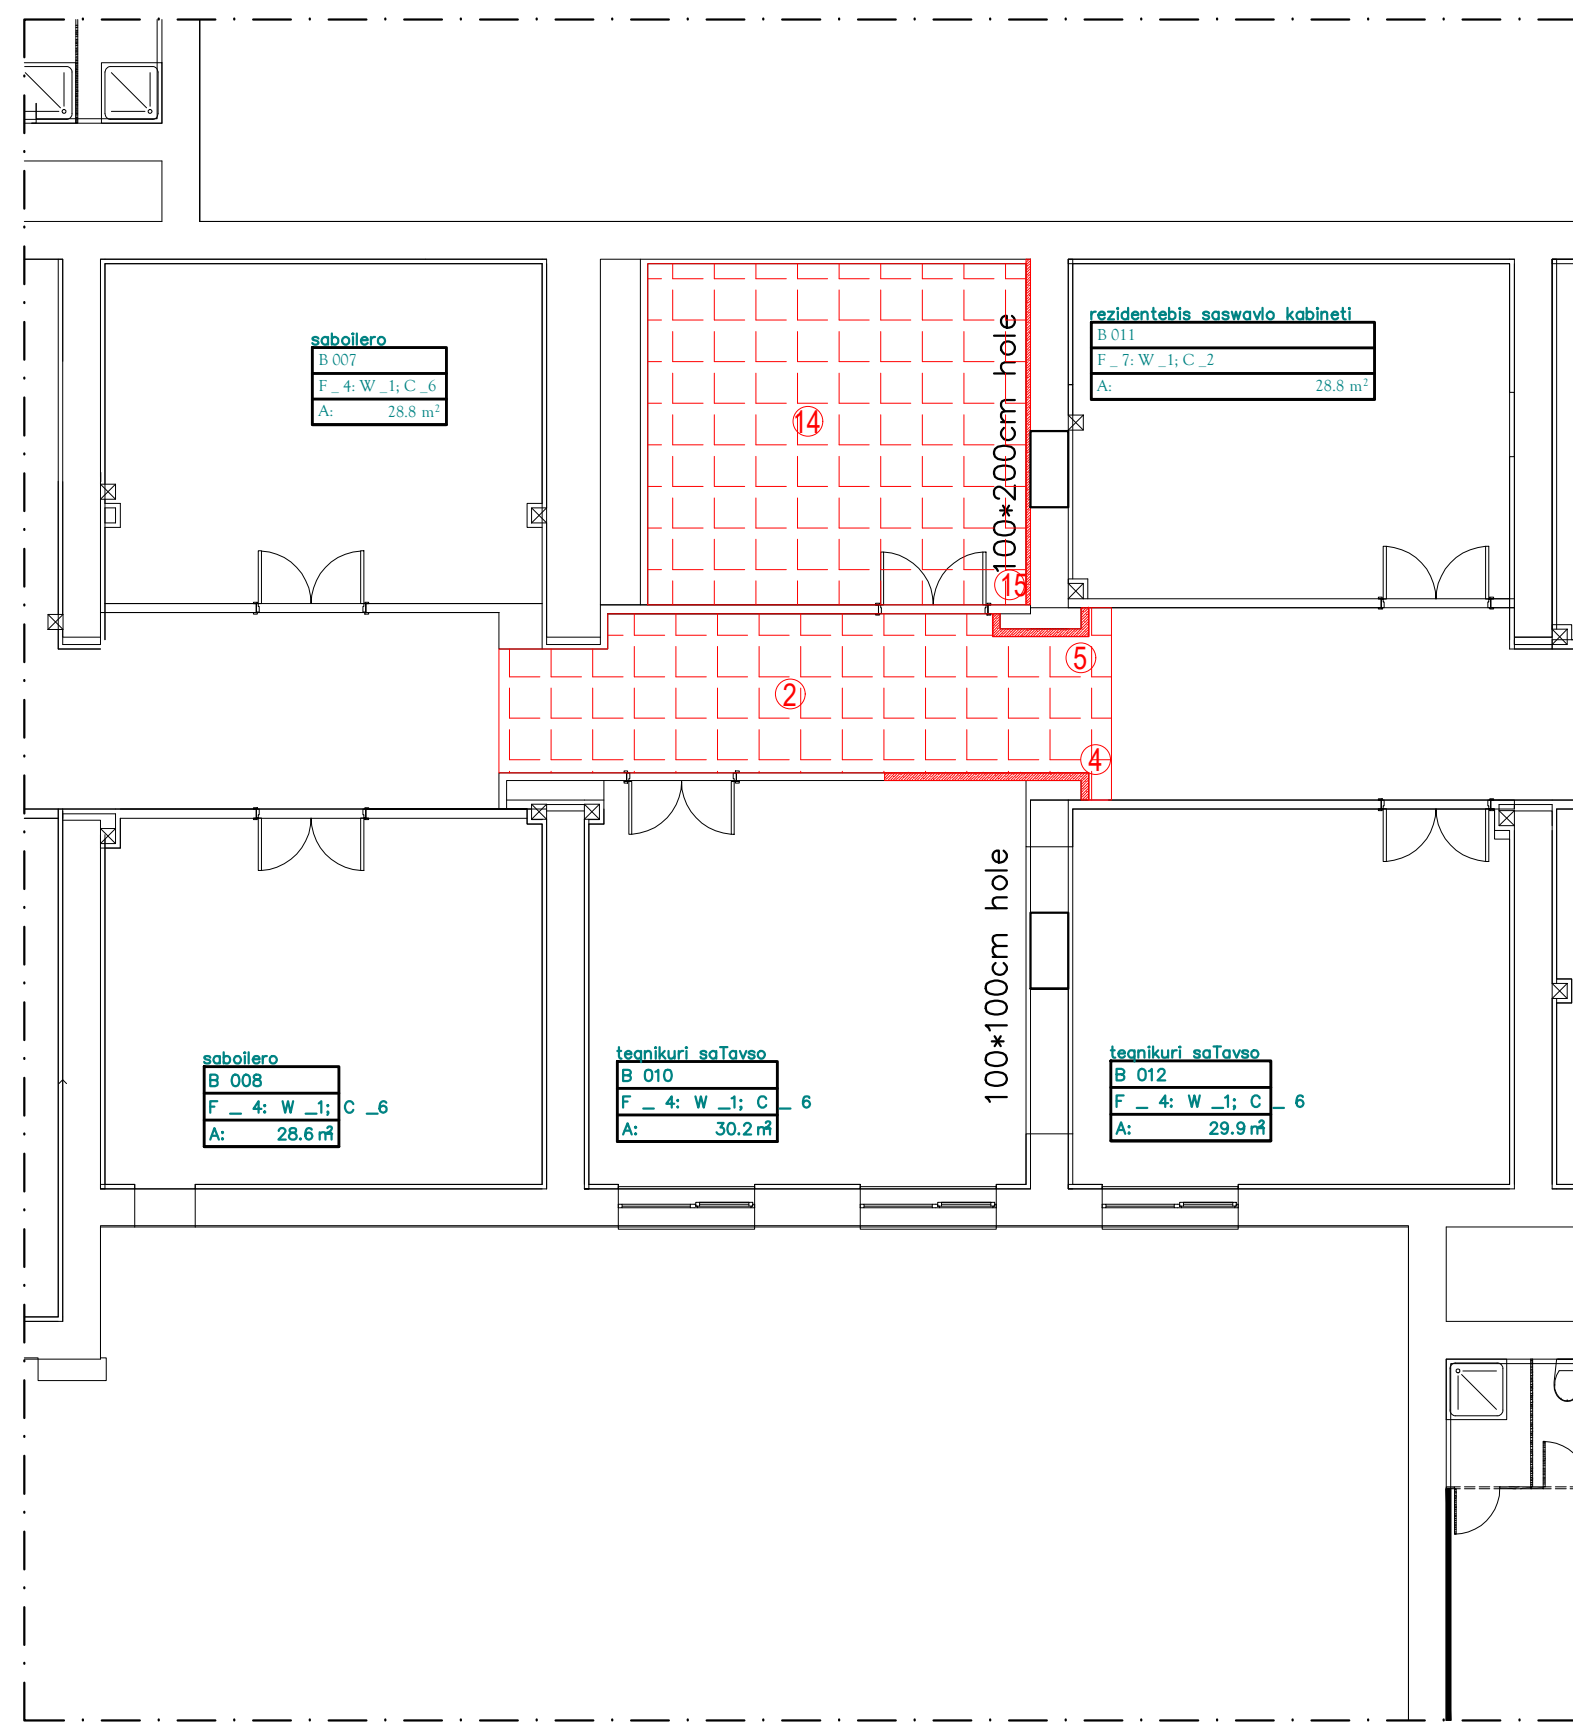 saboilero
B 007
F _ 4: W _1; C _6
A: 28.8 m²
rezidentebis saswavlo kabineti
B 011
F _ 7: W _1; C _2
A: 28.8 m²
100*200cm hole
14
15
5
2
4
100*100cm hole
saboilero
B 008
F _ 4: W _1; C _6
A: 28.6 m²
teqnikuri saTavso
B 010
F _ 4: W _1; C _ 6
A: 30.2 m²
teqnikuri saTavso
B 012
F _ 4: W _1; C _ 6
A: 29.9 m²